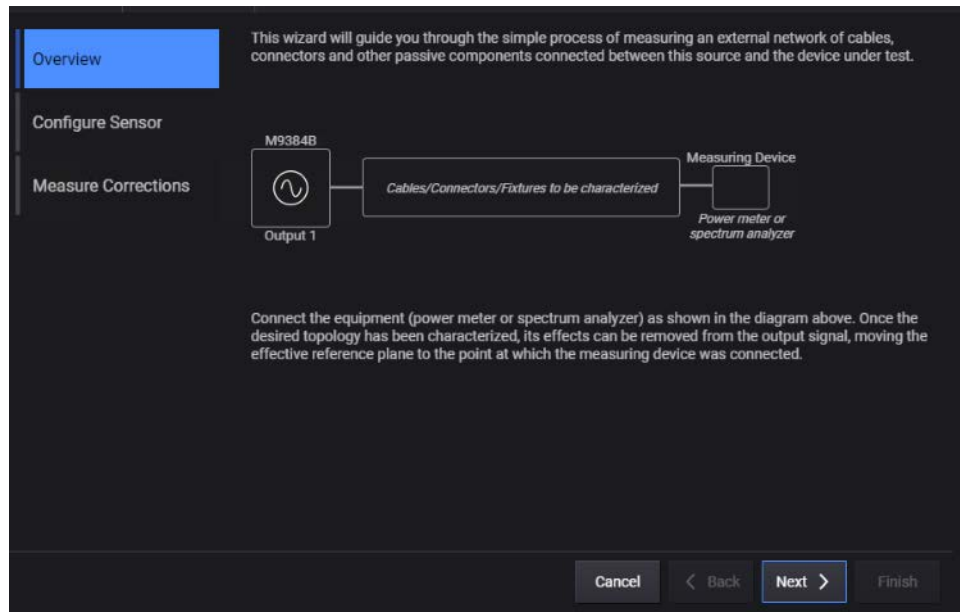 Overview
Configure Sensor
Measure Corrections
This wizard will guide you through the simple process of measuring an external network of cables,
connectors and other passive components connected between this source and the device under test.
M9384B
Output 1
Cables/Connectors/Fixtures to be characterized
Measuring Device
Power meter or
spectrum analyzer
Connect the equipment (power meter or spectrum analyzer) as shown in the diagram above. Once the
desired topology has been characterized, its effects can be removed from the output signal, moving the
effective reference plane to the point at which the measuring device was connected.
Cancel
Back
Next
Finish